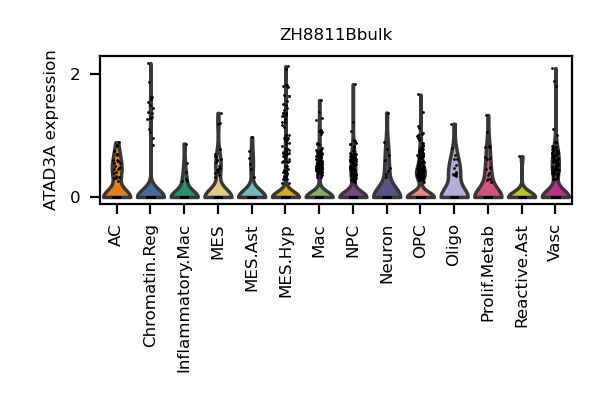 ZH8811Bbulk
ATAD3A expression
2
0
AC
Chromatin.Reg
Inflammatory.Mac
MES
MES.Ast
MES.Hyp
Mac
NPC
Neuron
OPC
Oligo
Prolif.Metab
Reactive.Ast
Vasc